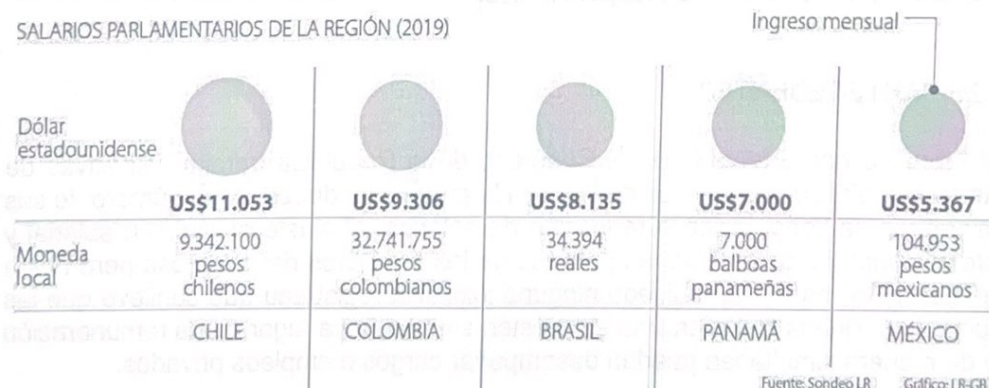 SALARIOS PARLAMENTARIOS DE LA REGIÓN (2019)
Ingreso mensual
Dólar
estadounidense
US$11.053
US$9.306
US$8.135
US$7.000
US$5.367
Moneda
local
9.342.100
pesos
chilenos
32.741.755
pesos
colombianos
34.394
reales
7.000
balboas
panameñas
104.953
pesos
mexicanos
CHILE
COLOMBIA
BRASIL
PANAMÁ
MÉXICO
Fuente: Sondeo LR
Gráfico: LR-GR